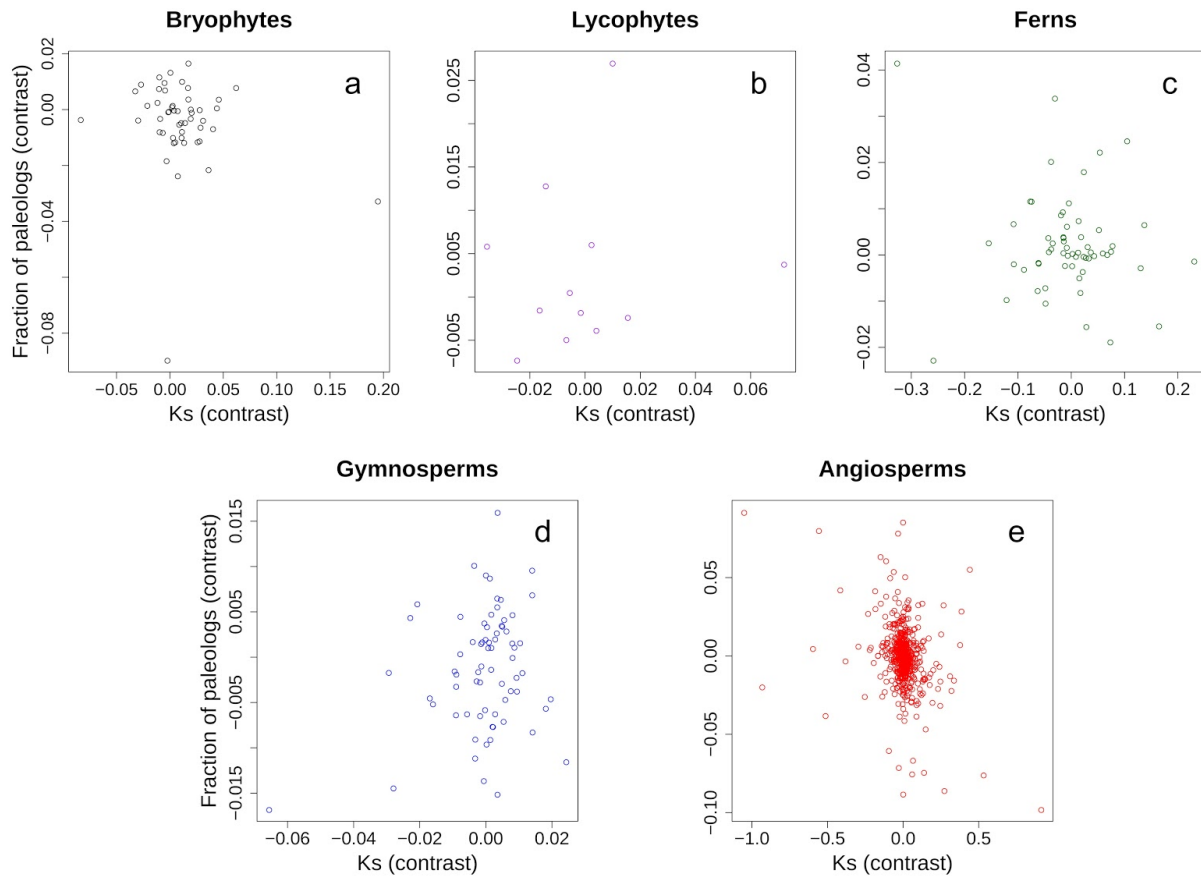 Bryophytes
Lycophytes
Ferns
a
b
c
Fraction of paleologs (contrast)
0.02
0.00
−0.04
−0.08
−0.05
0.00
0.05
0.10
0.15
0.20
Ks (contrast)
0.025
0.015
0.005
−0.005
−0.02
0.00
0.02
0.04
0.06
Ks (contrast)
0.04
0.02
0.00
−0.02
−0.3
−0.2
−0.1
0.0
0.1
0.2
Ks (contrast)
Gymnosperms
Angiosperms
d
e
Fraction of paleologs (contrast)
0.015
0.005
−0.005
−0.015
−0.06
−0.04
−0.02
0.00
0.02
Ks (contrast)
0.05
0.00
−0.05
−0.10
−1.0
−0.5
0.0
0.5
Ks (contrast)